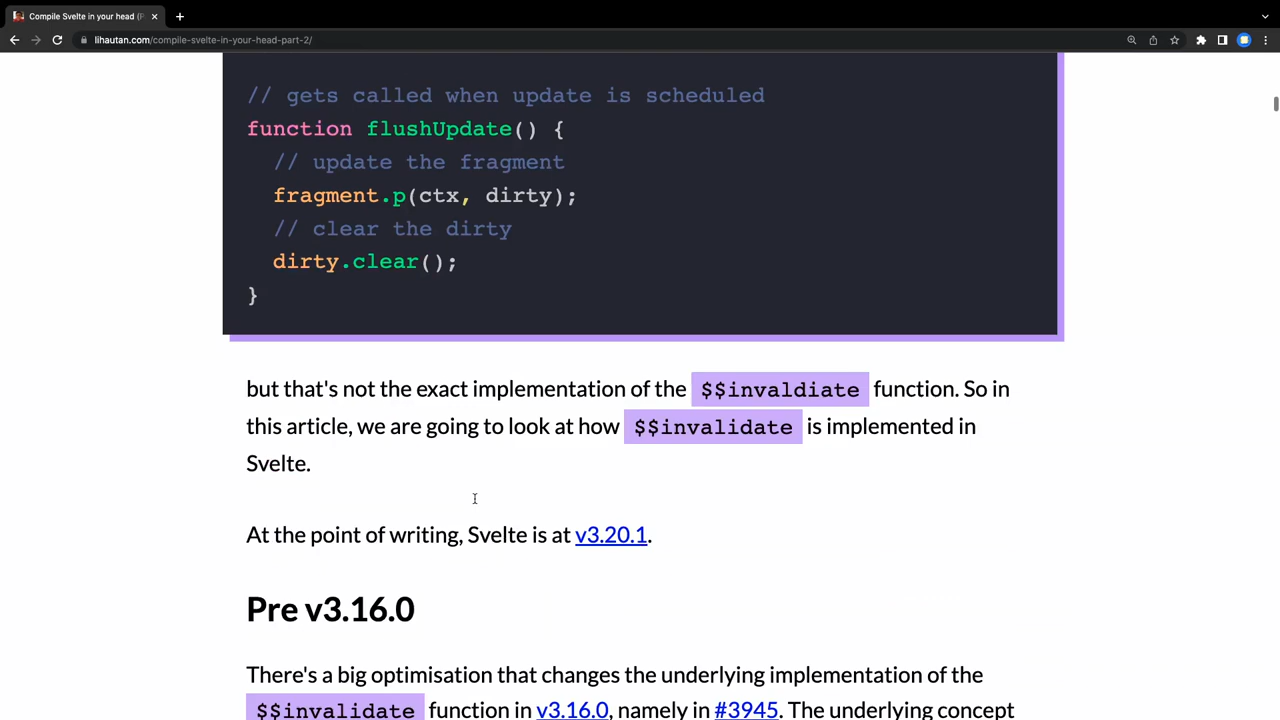 Compile Svelte in your head (P
lihautan.com/compile-svelte-in-your-head-part-2/
// gets called when update is scheduled
function flushUpdate() {
// update the fragment
fragment.p(ctx, dirty);
// clear the dirty
dirty.clear();
}
but that's not the exact implementation of the $$invaldiate function. So in
this article, we are going to look at how $$invalidate is implemented in
Svelte.
At the point of writing, Svelte is at v3.20.1.
Pre v3.16.0
There's a big optimisation that changes the underlying implementation of the
$$invalidate function in v3.16.0, namely in #3945. The underlying concept